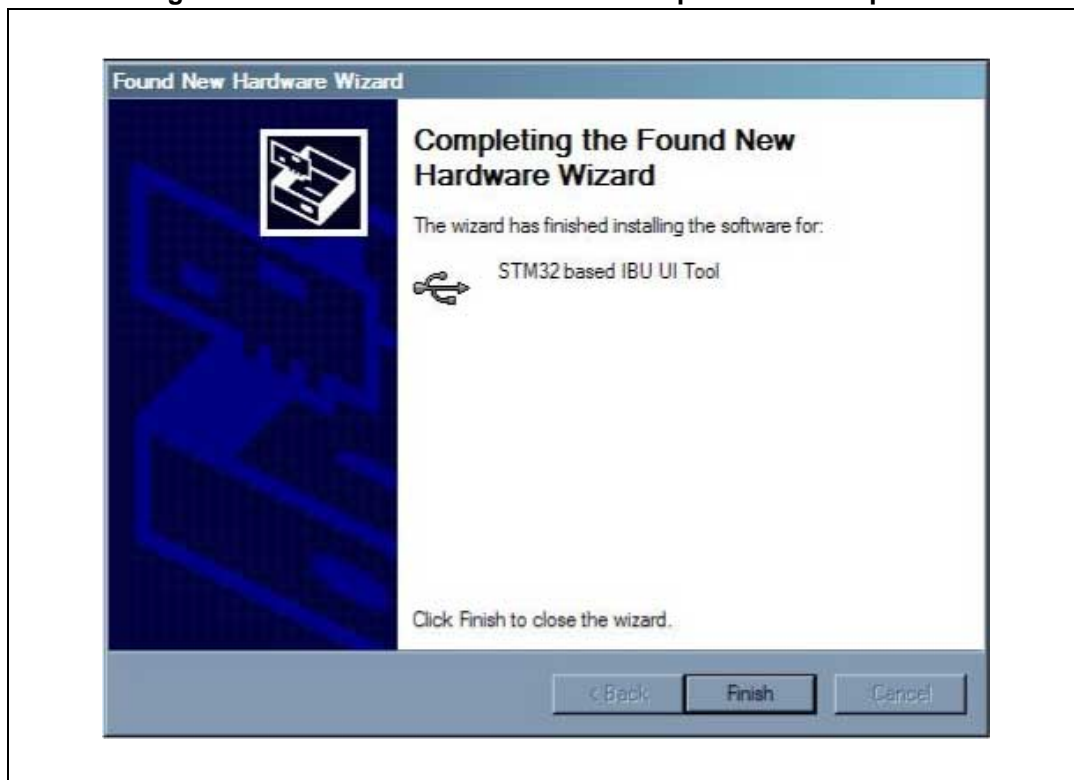 Found New Hardware Wizard
Completing the Found New
Hardware Wizard
The wizard has finished installing the software for:
STM32 based IBU UI Tool
Click Finish to close the wizard.
< Back Finish Cancel